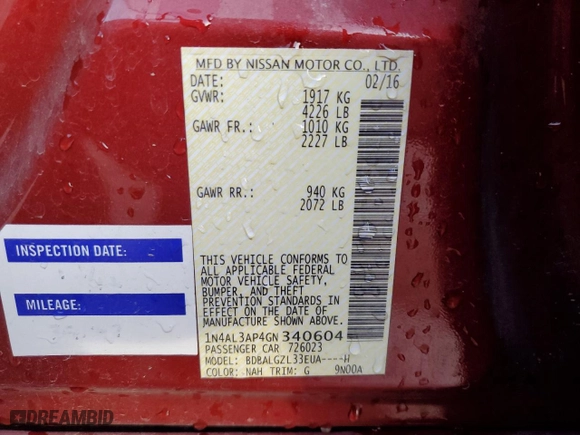 MFD BY NISSAN MOTOR CO., LTD.
DATE: 02/16
GVWR: 1917 KG
4226 LB
GAWR FR.: 1010 KG
2227 LB
GAWR RR.: 940 KG
2072 LB
THIS VEHICLE CONFORMS TO
ALL APPLICABLE FEDERAL
MOTOR VEHICLE SAFETY,
BUMPER, AND THEFT
PREVENTION STANDARDS IN
EFFECT ON THE DATE OF
MANUFACTURE SHOWN ABOVE.
1N4AL3AP4GN340604
PASSENGER CAR 726023
MODEL: BDBALGZL33EUA----H
COLOR: NAH TRIM: G 9N00A
INSPECTION DATE:
MILEAGE:
DREAMBID